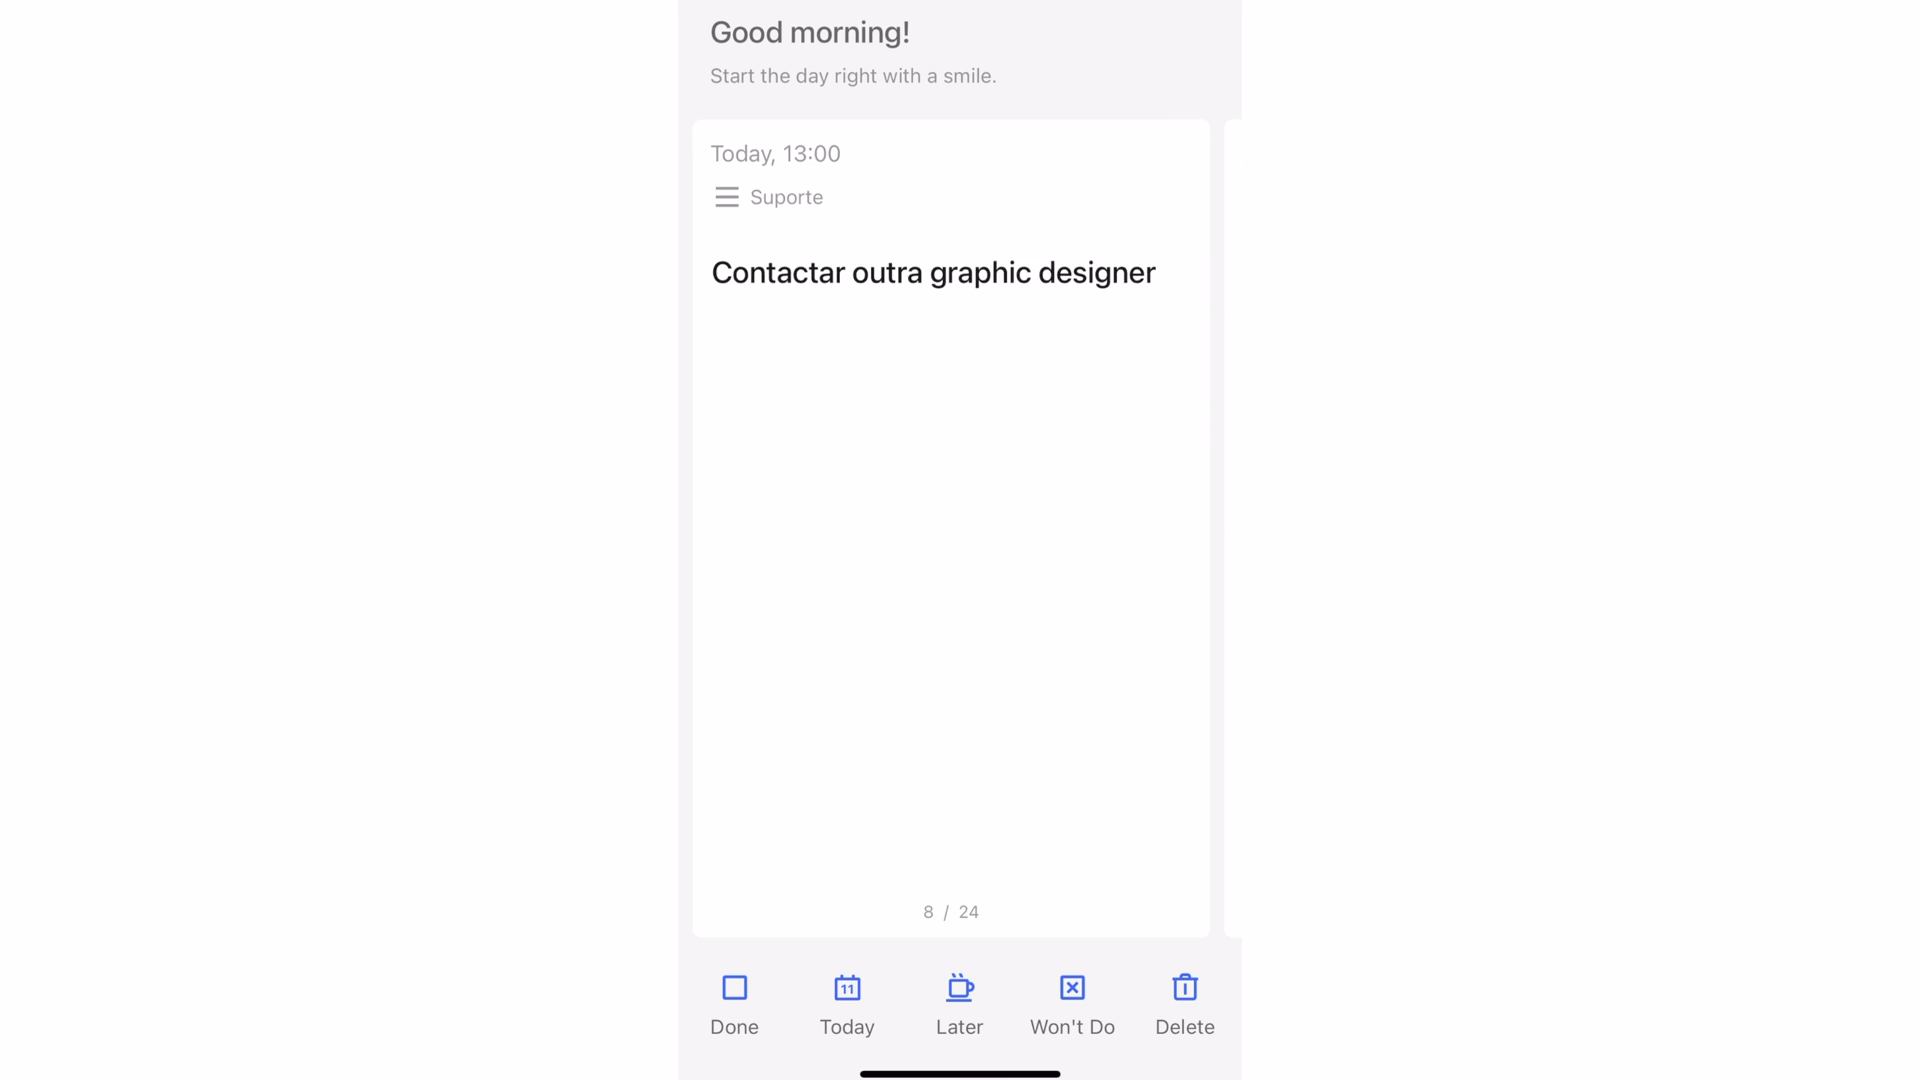 Good morning!
Start the day right with a smile.
Today, 13:00
Suporte
Contactar outra graphic designer
8 / 24
11
Done
Today
Later
Won't Do
Delete